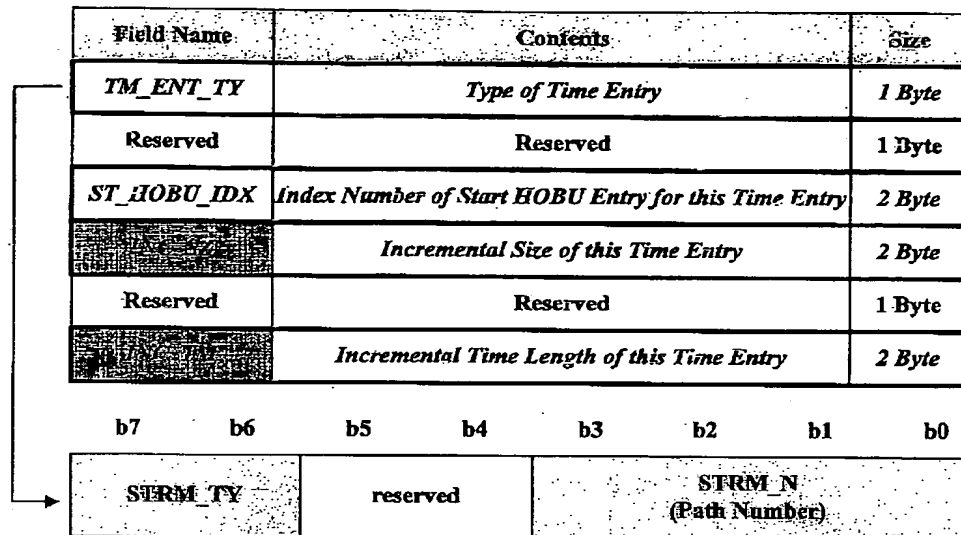 Field Name Contents Size
TM_ENT_TY Type of Time Entry 1 Byte
Reserved Reserved 1 Byte
ST_HOBU_IDX Index Number of Start HOBU Entry for this Time Entry 2 Byte
Incremental Size of this Time Entry 2 Byte
Reserved Reserved 1 Byte
Incremental Time Length of this Time Entry 2 Byte
b7 b6 b5 b4 b3 b2 b1 b0
STRM_TY reserved STRM_N
(Path Number)